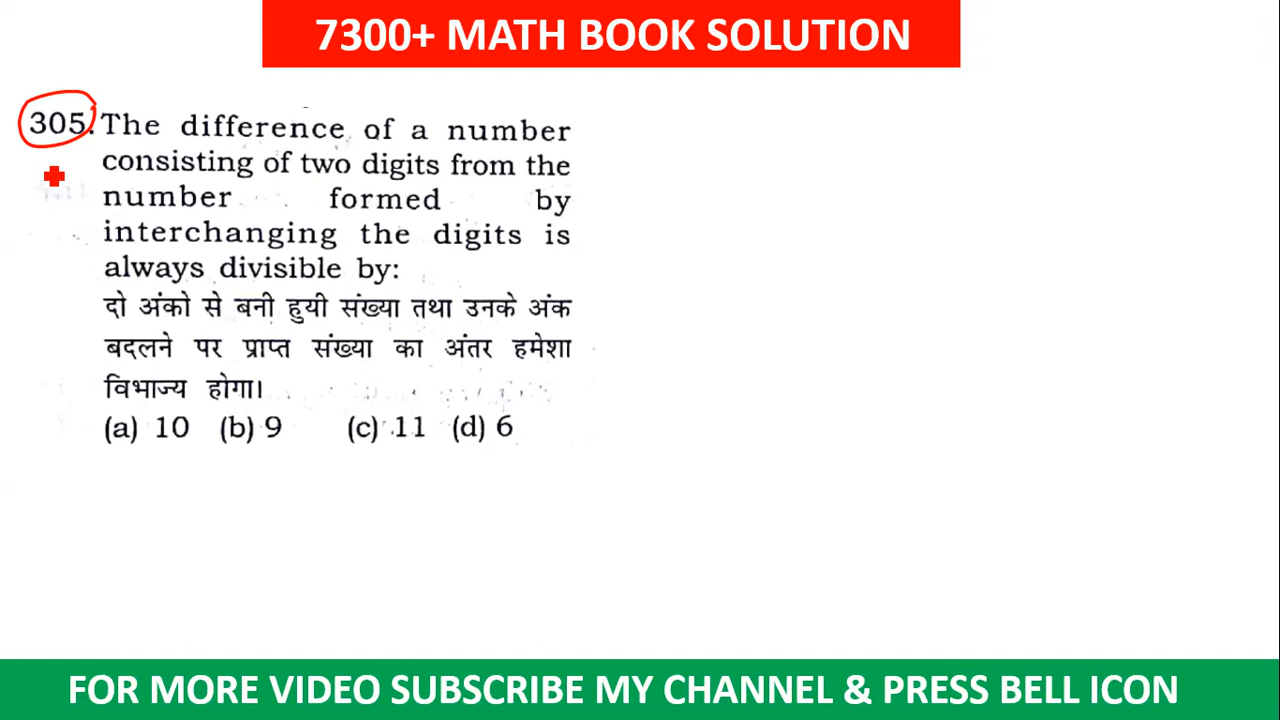 7300+ MATH BOOK SOLUTION
305. The difference of a number
consisting of two digits from the
number formed by
interchanging the digits is
always divisible by:
दो अंको से बनी हुयी संख्या तथा उनके अंक
बदलने पर प्राप्त संख्या का अंतर हमेशा
विभाज्य होगा।
(a) 10 (b) 9 (c) 11 (d) 6
FOR MORE VIDEO SUBSCRIBE MY CHANNEL & PRESS BELL ICON